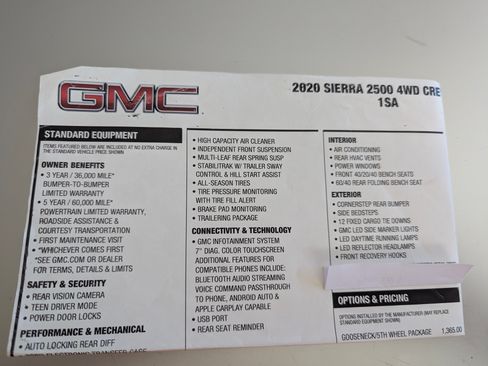 GMC
2020 SIERRA 2500 4WD CRE
1SA
STANDARD EQUIPMENT
ITEMS FEATURED BELOW ARE INCLUDED AT NO EXTRA CHARGE IN
THE STANDARD VEHICLE PRICE SHOWN
OWNER BENEFITS
• 3 YEAR / 36,000 MILE*
BUMPER-TO-BUMPER
LIMITED WARRANTY
• 5 YEAR / 60,000 MILE*
POWERTRAIN LIMITED WARRANTY,
ROADSIDE ASSISTANCE &
COURTESY TRANSPORTATION
• FIRST MAINTENANCE VISIT
• *WHICHEVER COMES FIRST
*SEE GMC.COM OR DEALER
FOR TERMS, DETAILS & LIMITS
SAFETY & SECURITY
• REAR VISION CAMERA
• TEEN DRIVER MODE
• POWER DOOR LOCKS
PERFORMANCE & MECHANICAL
• AUTO LOCKING REAR DIFF
ELECTRONIC TRANSFER CASE
• HIGH CAPACITY AIR CLEANER
• INDEPENDENT FRONT SUSPENSION
• MULTI-LEAF REAR SPRING SUSP
• STABILITRAK W/ TRAILER SWAY
CONTROL & HILL START ASSIST
• ALL-SEASON TIRES
• TIRE PRESSURE MONITORING
WITH TIRE FILL ALERT
• BRAKE PAD MONITORING
• TRAILERING PACKAGE
CONNECTIVITY & TECHNOLOGY
• GMC INFOTAINMENT SYSTEM
7" DIAG. COLOR TOUCHSCREEN
ADDITIONAL FEATURES FOR
COMPATIBLE PHONES INCLUDE:
BLUETOOTH AUDIO STREAMING
VOICE COMMAND PASSTHROUGH
TO PHONE, ANDROID AUTO &
APPLE CARPLAY CAPABLE
• USB PORT
• REAR SEAT REMINDER
INTERIOR
• AIR CONDITIONING
• REAR HVAC VENTS
• POWER WINDOWS
• FRONT 40/20/40 BENCH SEATS
• 60/40 REAR FOLDING BENCH SEAT
EXTERIOR
• CORNERSTEP REAR BUMPER
• SIDE BEDSTEPS
• 12 FIXED CARGO TIE DOWNS
• GMC LED SIDE MARKER LIGHTS
• LED DAYTIME RUNNING LAMPS
• LED REFLECTOR HEADLAMPS
• FRONT RECOVERY HOOKS
OPTIONS & PRICING
OPTIONS INSTALLED BY THE MANUFACTURER (MAY REPLACE
STANDARD EQUIPMENT SHOWN)
GOOSENECK/5TH WHEEL PACKAGE 1,365.00